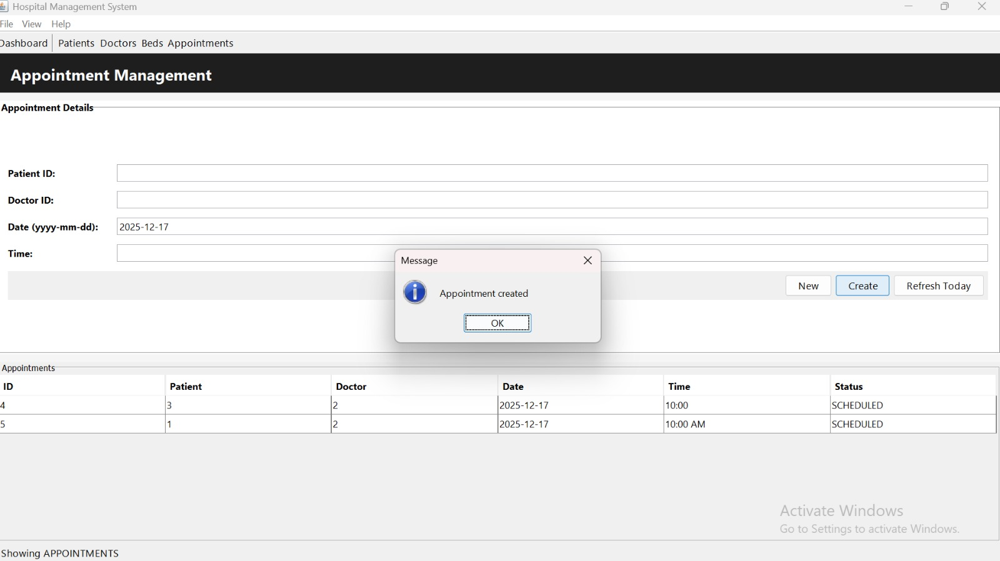 Hospital Management System
File View Help
Dashboard Patients Doctors Beds Appointments
Appointment Management
Appointment Details
Patient ID:
Doctor ID:
Date (yyyy-mm-dd): 2025-12-17
Time:
Message
Appointment created
OK
New Create Refresh Today
Appointments
ID Patient Doctor Date Time Status
4 3 2 2025-12-17 10:00 SCHEDULED
5 1 2 2025-12-17 10:00 AM SCHEDULED
Activate Windows
Go to Settings to activate Windows.
Showing APPOINTMENTS